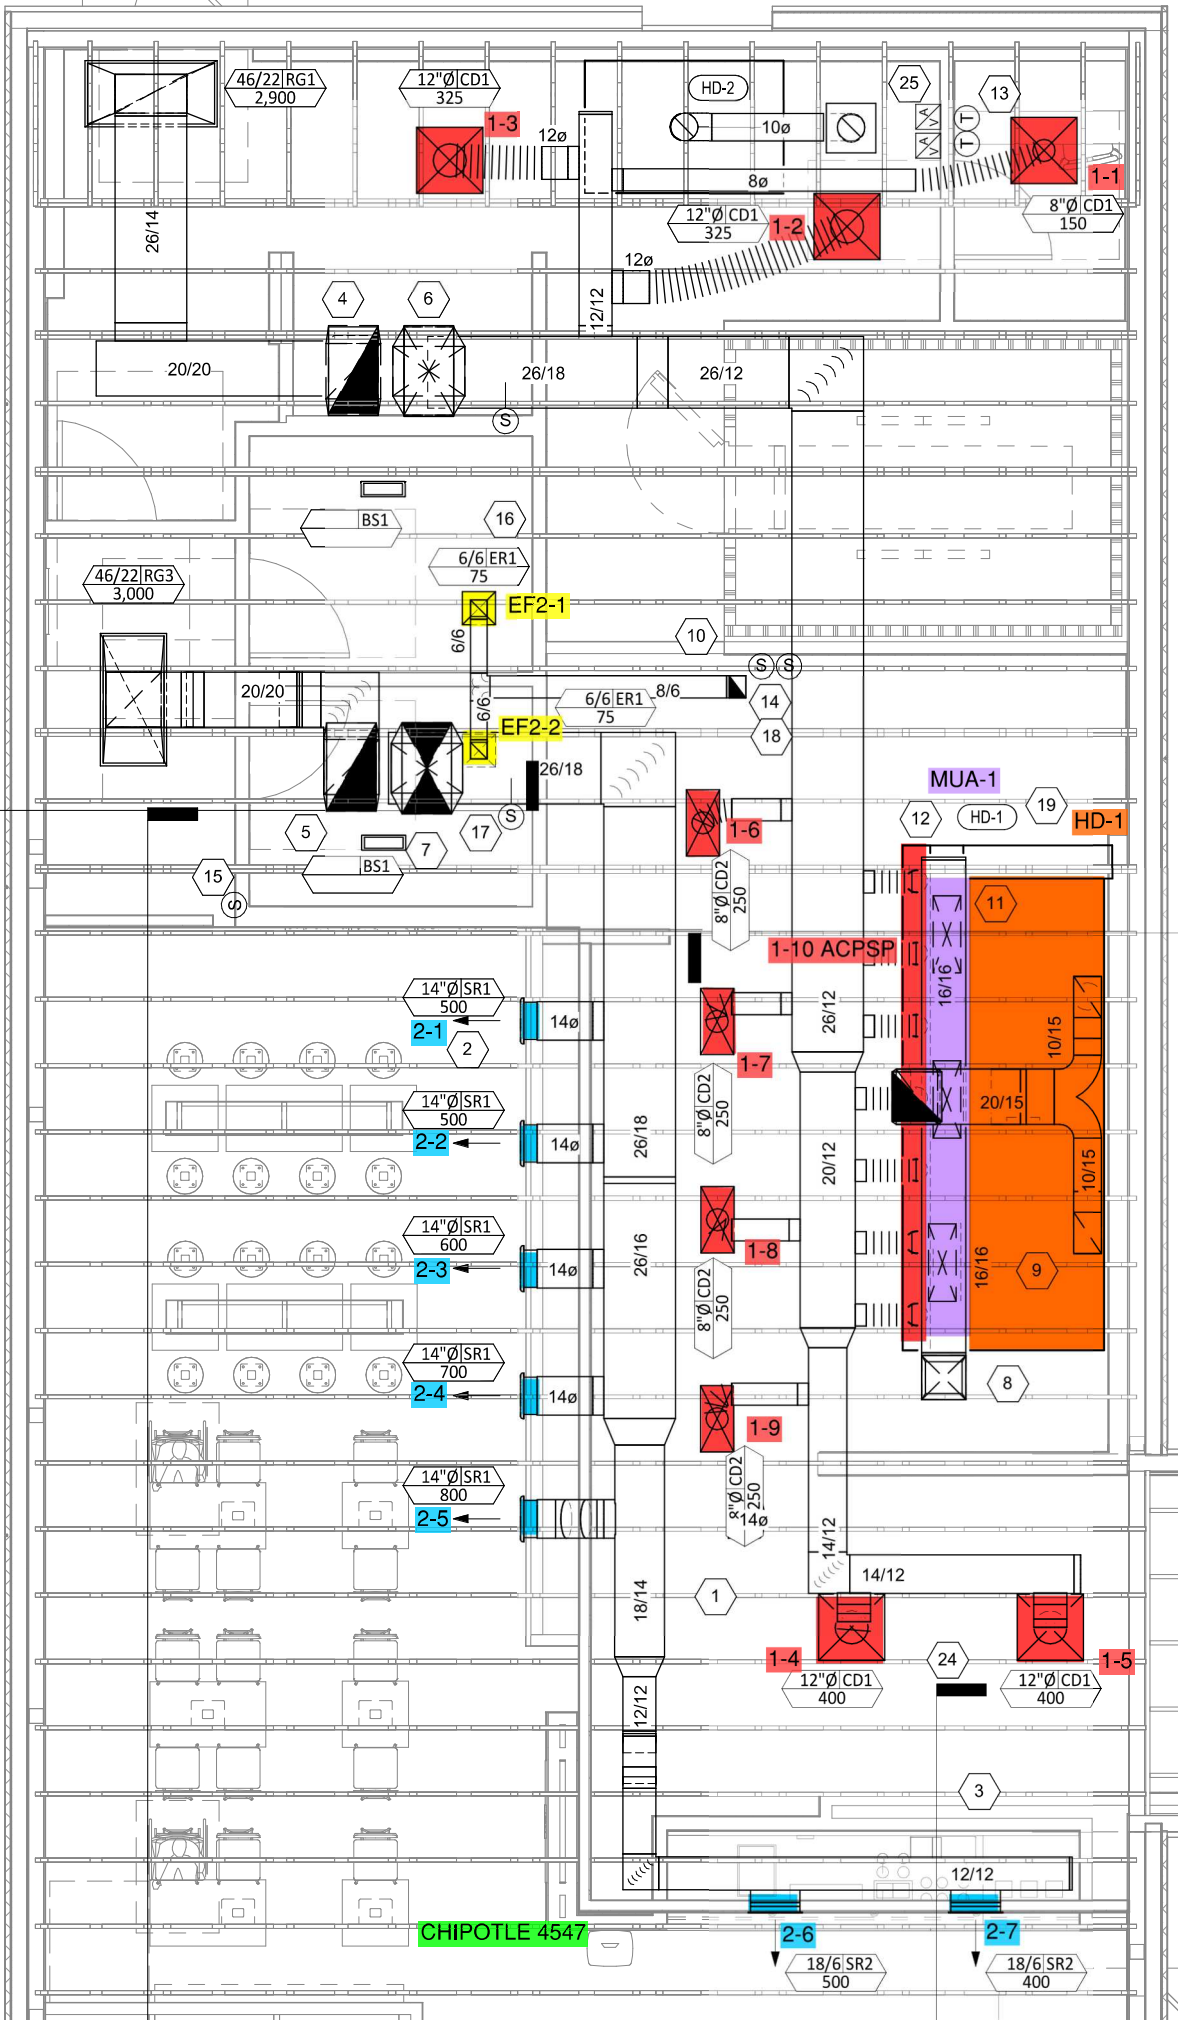 46/22 RG1
2,900
12"Ø CD1
325
1-3
12ø
HD-2
10ø
25
13
A
V
A
V
T
T
8ø
1-1
8"Ø CD1
150
12"Ø CD1
325
1-2
12ø
26/14
12/12
4
6
20/20
26/18
26/12
S
BS1
16
6/6 ER1
75
46/22 RG3
3,000
EF2-1
6/6
10
S
S
20/20
8/6
6/6 ER1
75
14
6/6
EF2-2
18
26/18
MUA-1
12
HD-1
19
HD-1
5
7
17
S
1-6
BS1
15
S
8"Ø CD2
250
11
1-10 ACPSP
16/16
14"Ø SR1
500
2-1
14ø
2
26/12
10/15
1-7
8"Ø CD2
250
14"Ø SR1
500
2-2
14ø
26/18
20/12
20/15
10/15
14"Ø SR1
600
2-3
14ø
26/16
1-8
8"Ø CD2
250
16/16
9
14"Ø SR1
700
2-4
14ø
8
1-9
14"Ø SR1
800
2-5
8"Ø CD2
250
14ø
14/12
14/12
1
18/14
1-4
24
1-5
12"Ø CD1
400
12"Ø CD1
400
12/12
3
12/12
CHIPOTLE 4547
2-6
2-7
18/6 SR2
500
18/6 SR2
400